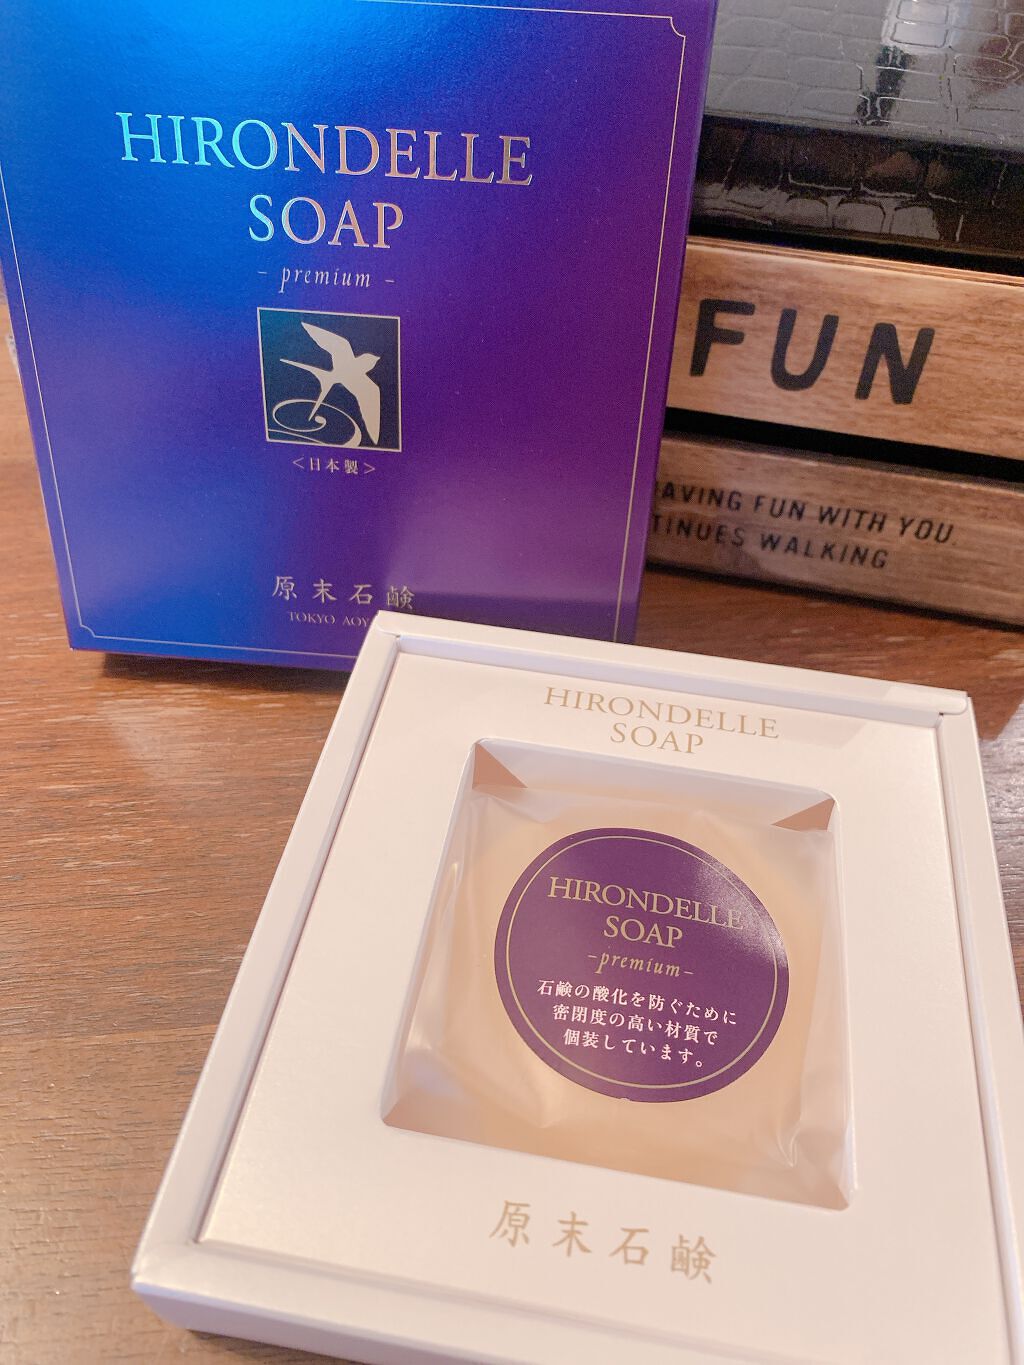 HIRONDELLE
SOAP
- premium -
<日本製>
原末石鹸
TOKYO
FUN
HAVING FUN WITH YOU.
WALKING
HIRONDELLE
SOAP
HIRONDELLE
SOAP
-premium-
石鹸の酸化を防ぐために
密閉度の高い材質で
個装しています。
原末石鹸